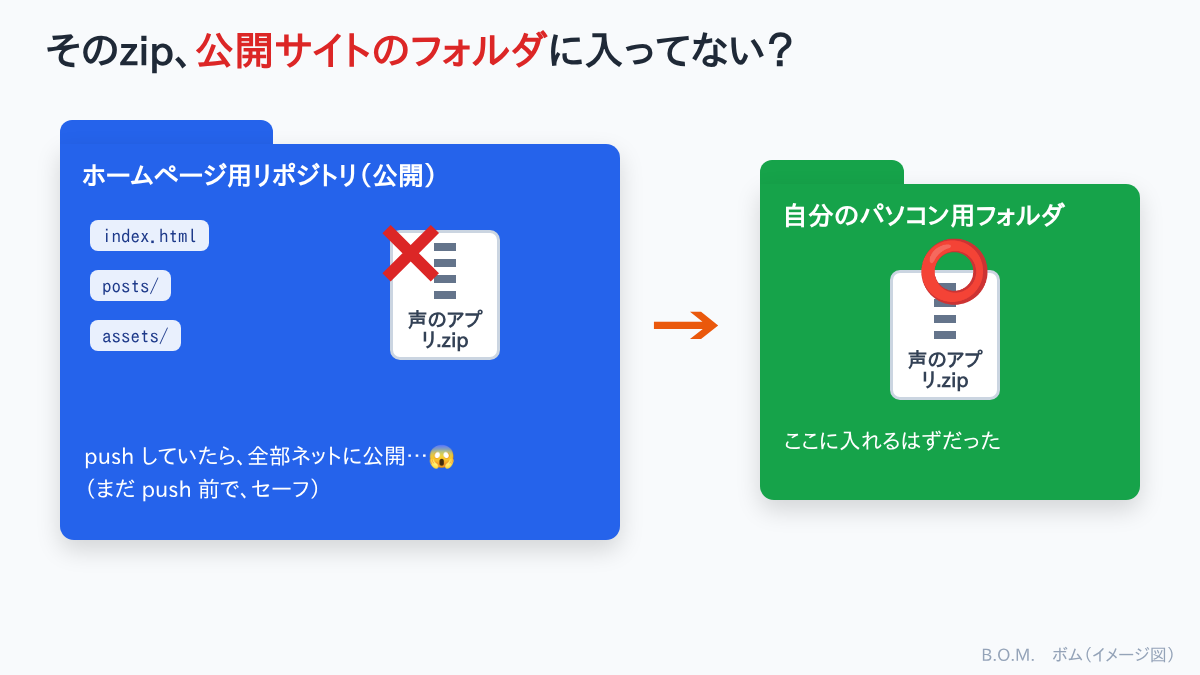 そのzip、公開サイトのフォルダに入ってない？
ホームページ用リポジトリ（公開）
index.html
posts/
assets/
声のアプ
リ.zip
push していたら、全部ネットに公開…😱
（まだ push 前で、セーフ）
自分のパソコン用フォルダ
声のアプ
リ.zip
ここに入れるはずだった
B.O.M.　ボム（イメージ図）